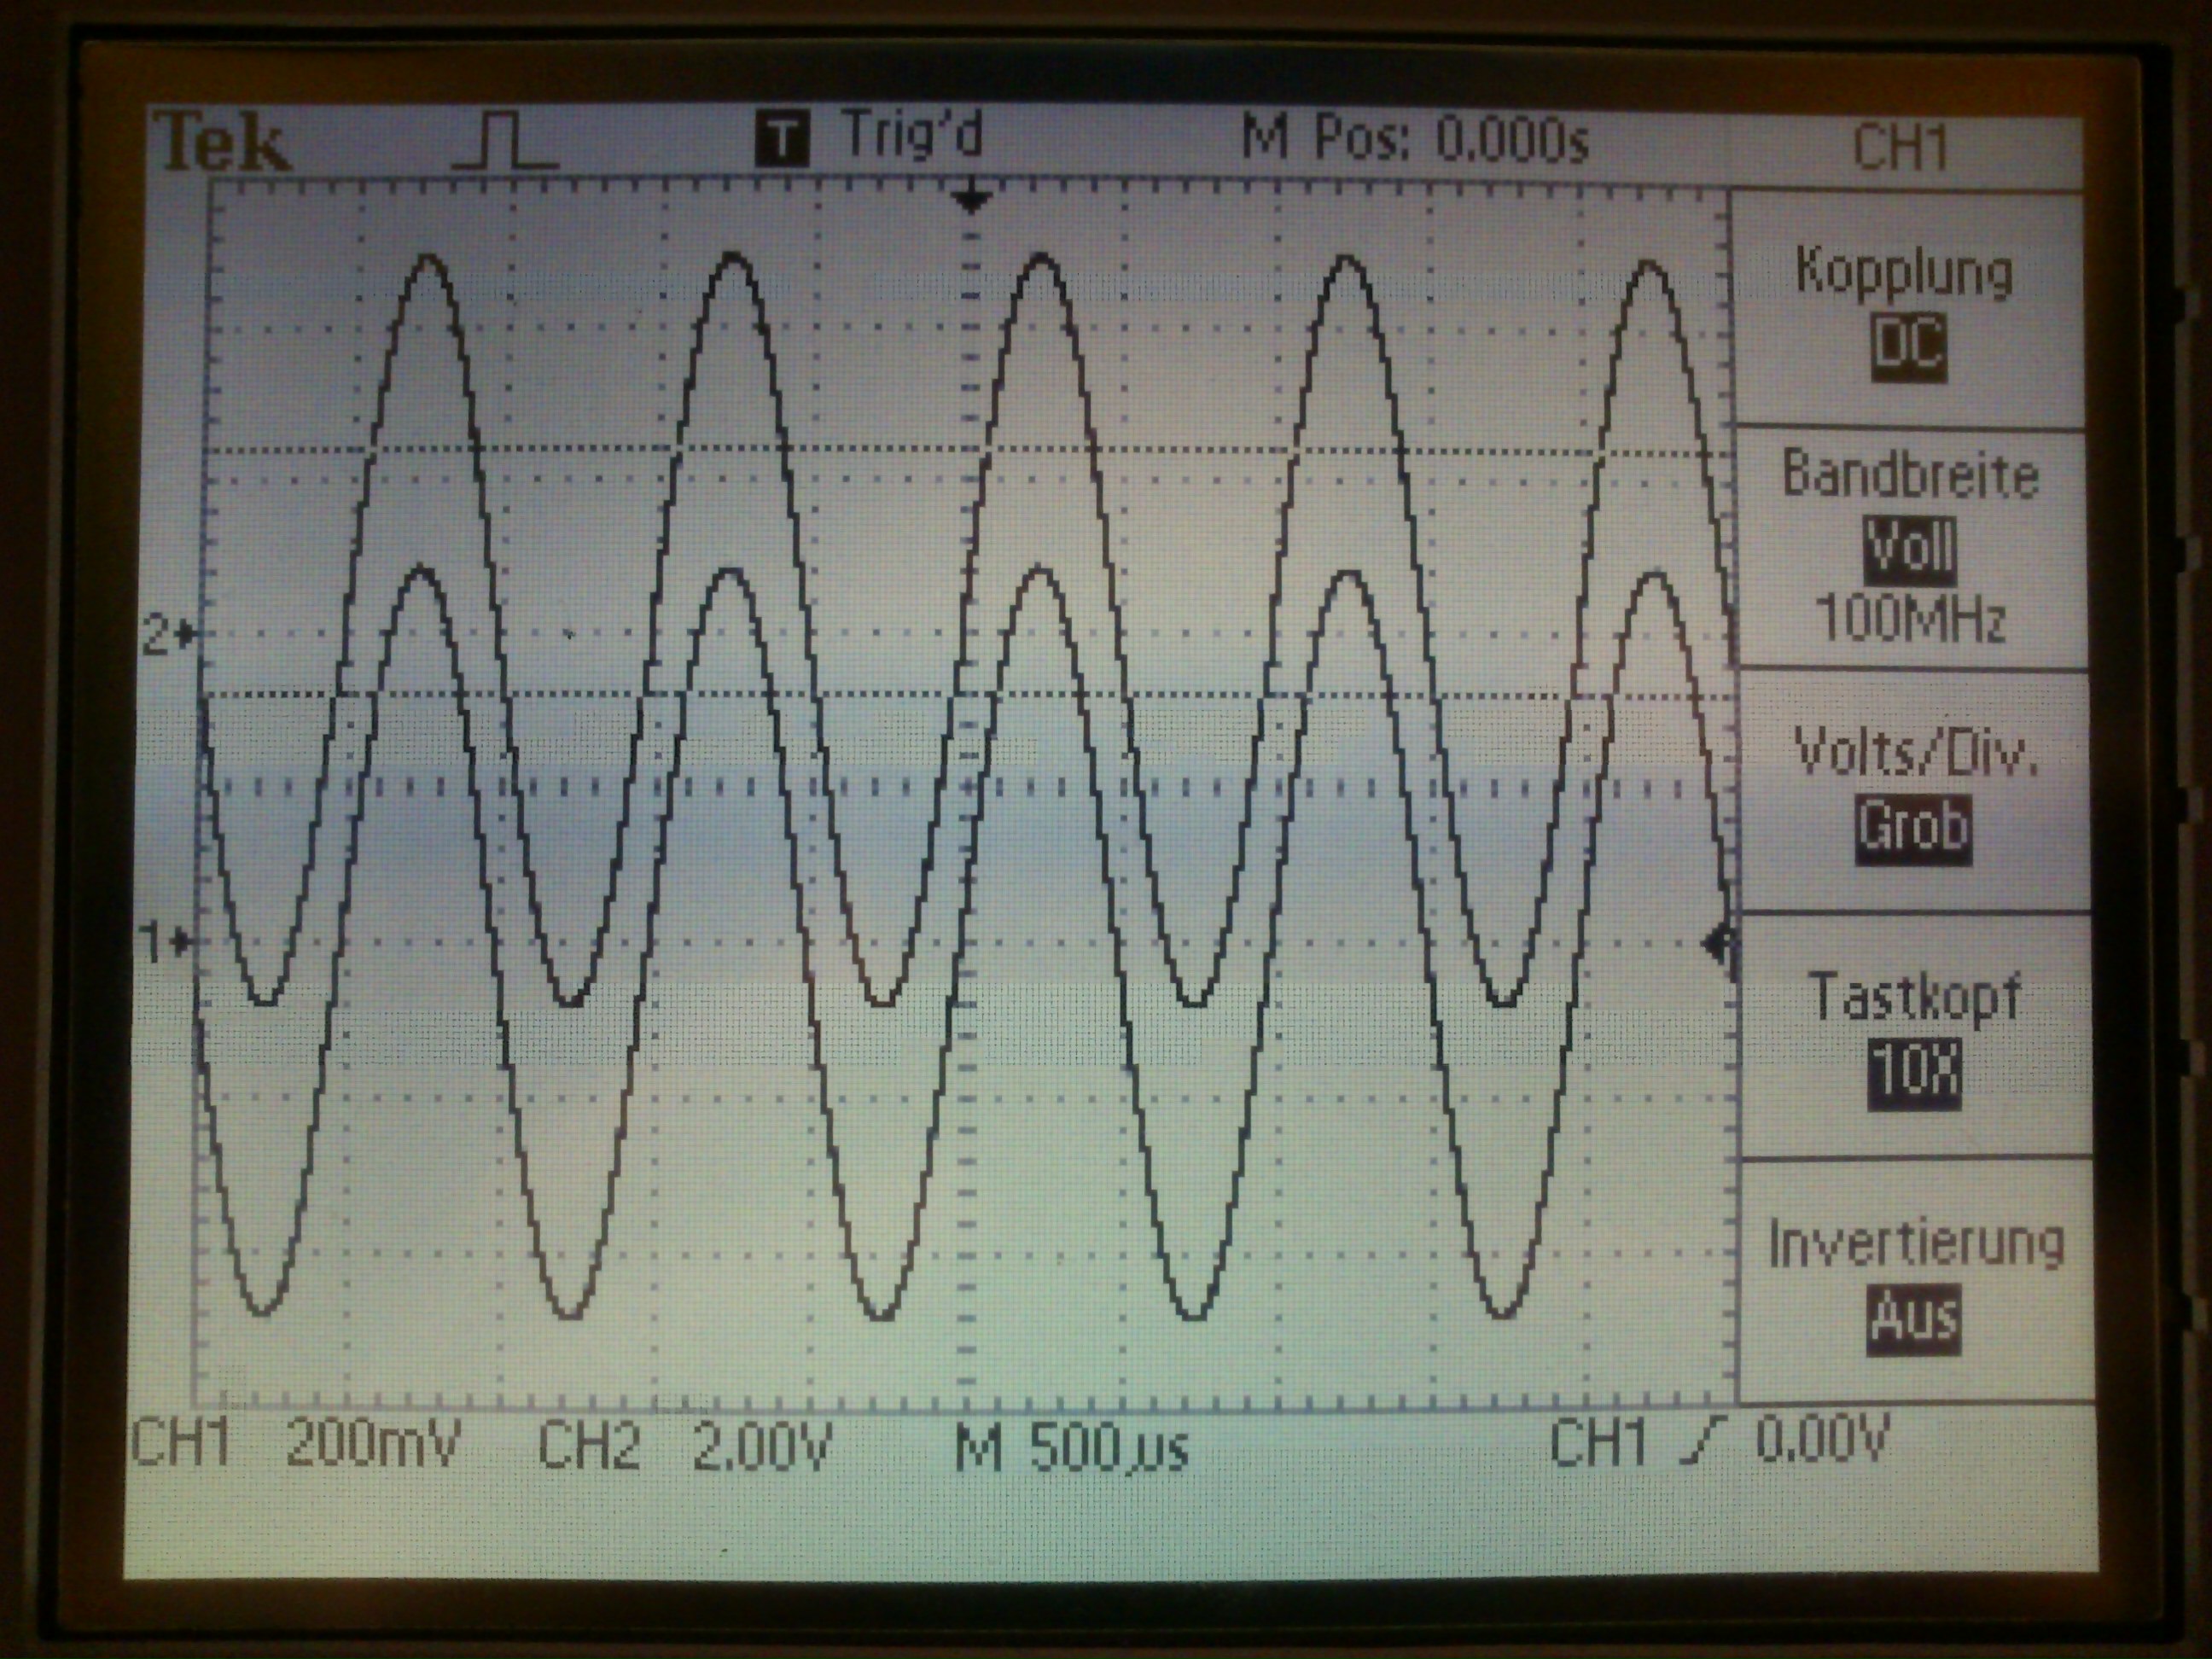 Tek T Trig'd M Pos: 0.000s CH1
Kopplung
DC
Bandbreite
Voll
100MHz
2
Volts/Div.
Grob
1
Tastkopf
10X
Invertierung
Aus
CH1 200mV CH2 2.00V M 500µs CH1 0.00V